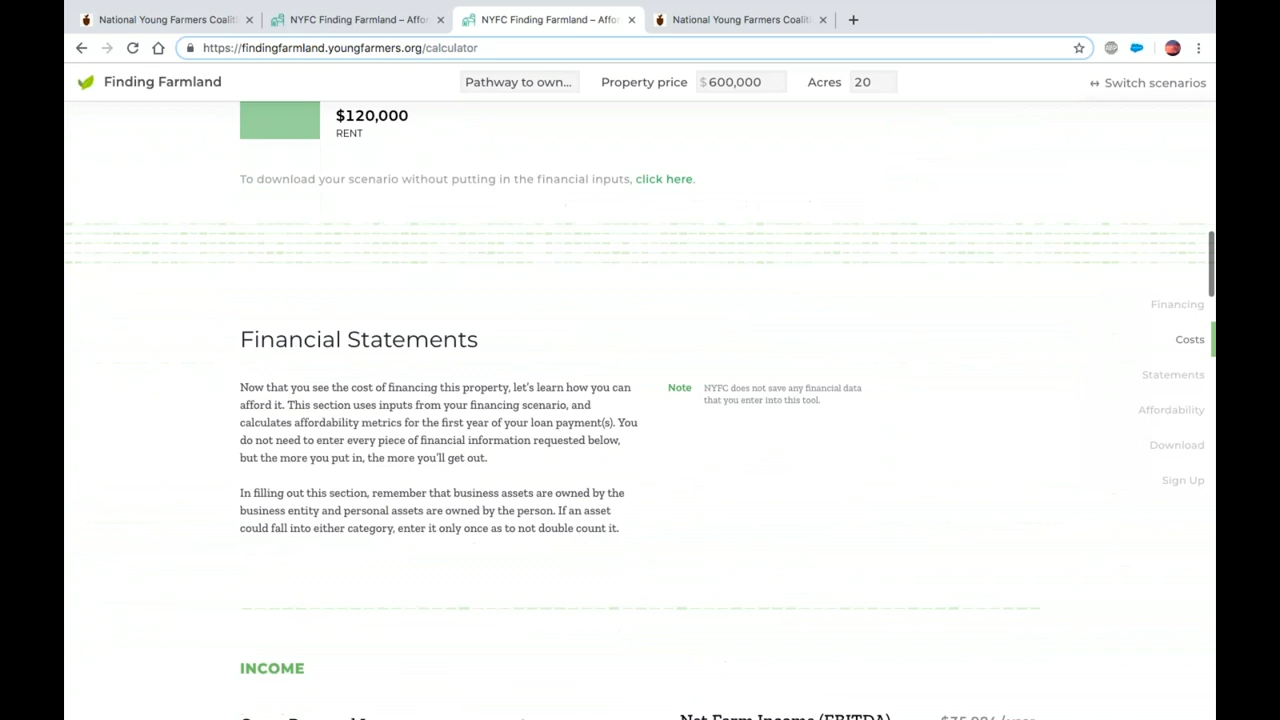 National Young Farmers Coaliti
NYFC Finding Farmland – Affor
NYFC Finding Farmland – Affor
National Young Farmers Coaliti
https://findingfarmland.youngfarmers.org/calculator
ABP
Finding Farmland
Pathway to own...
Property price
$600,000
Acres
20
Switch scenarios
$120,000
RENT
To download your scenario without putting in the financial inputs, click here.
Financing
Costs
Statements
Affordability
Download
Sign Up
Financial Statements
Now that you see the cost of financing this property, let's learn how you can
afford it. This section uses inputs from your financing scenario, and
calculates affordability metrics for the first year of your loan payment(s). You
do not need to enter every piece of financial information requested below,
but the more you put in, the more you'll get out.
Note
NYFC does not save any financial data
that you enter into this tool.
In filling out this section, remember that business assets are owned by the
business entity and personal assets are owned by the person. If an asset
could fall into either category, enter it only once as to not double count it.
INCOME
Net Farm Income (EBITDA)